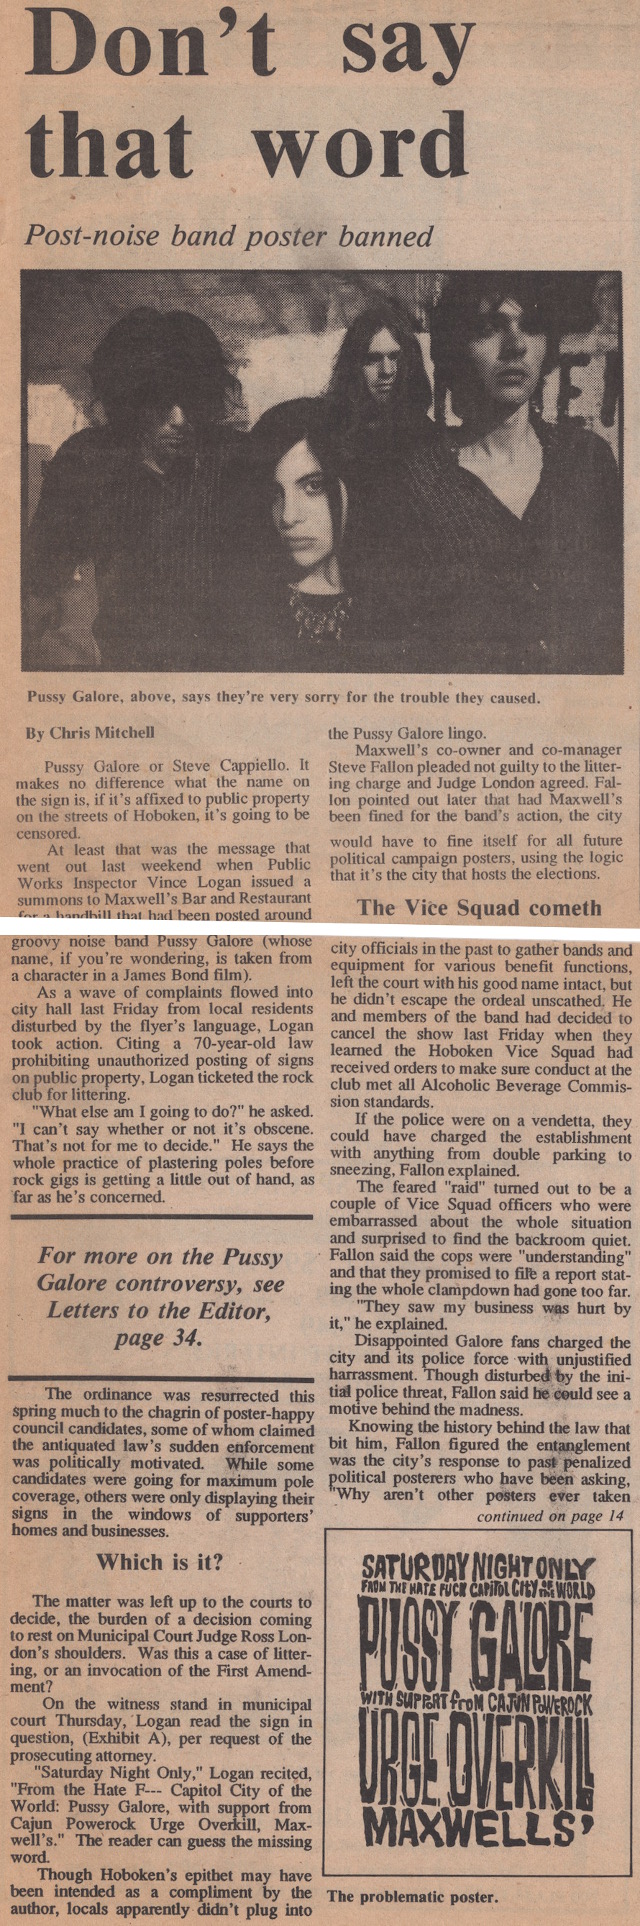 Don't say
that word
Post-noise band poster banned
Pussy Galore, above, says they're very sorry for the trouble they caused.
By Chris Mitchell
Pussy Galore or Steve Cappiello. It
makes no difference what the name on
the sign is, if it's affixed to public property
on the streets of Hoboken, it's going to be
censored.
At least that was the message that
went out last weekend when Public
Works Inspector Vince Logan issued a
summons to Maxwell's Bar and Restaurant
for a handbill that had been posted around
groovy noise band Pussy Galore (whose
name, if you're wondering, is taken from
a character in a James Bond film).
As a wave of complaints flowed into
city hall last Friday from local residents
disturbed by the flyer's language, Logan
took action. Citing a 70-year-old law
prohibiting unauthorized posting of signs
on public property, Logan ticketed the rock
club for littering.
"What else am I going to do?" he asked.
"I can't say whether or not it's obscene.
That's not for me to decide." He says the
whole practice of plastering poles before
rock gigs is getting a little out of hand, as
far as he's concerned.
For more on the Pussy
Galore controversy, see
Letters to the Editor,
page 34.
The ordinance was resurrected this
spring much to the chagrin of poster-happy
council candidates, some of whom claimed
the antiquated law's sudden enforcement
was politically motivated. While some
candidates were going for maximum pole
coverage, others were only displaying their
signs in the windows of supporters'
homes and businesses.
Which is it?
The matter was left up to the courts to
decide, the burden of a decision coming
to rest on Municipal Court Judge Ross Lon-
don's shoulders. Was this a case of litter-
ing, or an invocation of the First Amend-
ment?
On the witness stand in municipal
court Thursday, Logan read the sign in
question, (Exhibit A), per request of the
prosecuting attorney.
"Saturday Night Only," Logan recited,
"From the Hate F--- Capitol City of the
World: Pussy Galore, with support from
Cajun Powerock Urge Overkill, Max-
well's." The reader can guess the missing
word.
Though Hoboken's epithet may have
been intended as a compliment by the
author, locals apparently didn't plug into
the Pussy Galore lingo.
Maxwell's co-owner and co-manager
Steve Fallon pleaded not guilty to the litter-
ing charge and Judge London agreed. Fal-
lon pointed out later that had Maxwell's
been fined for the band's action, the city
would have to fine itself for all future
political campaign posters, using the logic
that it's the city that hosts the elections.
The Vice Squad cometh
city officials in the past to gather bands and
equipment for various benefit functions,
left the court with his good name intact, but
he didn't escape the ordeal unscathed. He
and members of the band had decided to
cancel the show last Friday when they
learned the Hoboken Vice Squad had
received orders to make sure conduct at the
club met all Alcoholic Beverage Commis-
sion standards.
If the police were on a vendetta, they
could have charged the establishment
with anything from double parking to
sneezing, Fallon explained.
The feared "raid" turned out to be a
couple of Vice Squad officers who were
embarrassed about the whole situation
and surprised to find the backroom quiet.
Fallon said the cops were "understanding"
and that they promised to file a report stat-
ing the whole clampdown had gone too far.
"They saw my business was hurt by
it," he explained.
Disappointed Galore fans charged the
city and its police force with unjustified
harrassment. Though disturbed by the ini-
tial police threat, Fallon said he could see a
motive behind the madness.
Knowing the history behind the law that
bit him, Fallon figured the entanglement
was the city's response to past penalized
political posterers who have been asking,
"Why aren't other posters ever taken
continued on page 14
SATURDAY NIGHT ONLY
FROM THE HATE FUCK CAPITOL CITY OF THE WORLD
PUSSY GALORE
WITH SUPPORT from CAJUN POWEROCK
URGE OVERKILL
MAXWELLS'
The problematic poster.